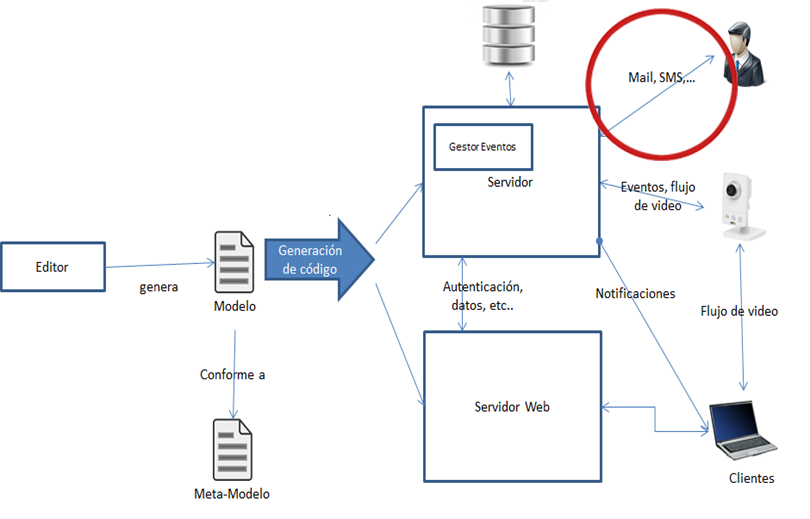 Mail, SMS,...
Gestor Eventos
Servidor
Eventos, flujo
de video
Generación
de código
Editor
genera
Modelo
Autenticación,
datos, etc..
Notificaciones
Flujo de video
Conforme a
Servidor Web
Meta-Modelo
Clientes